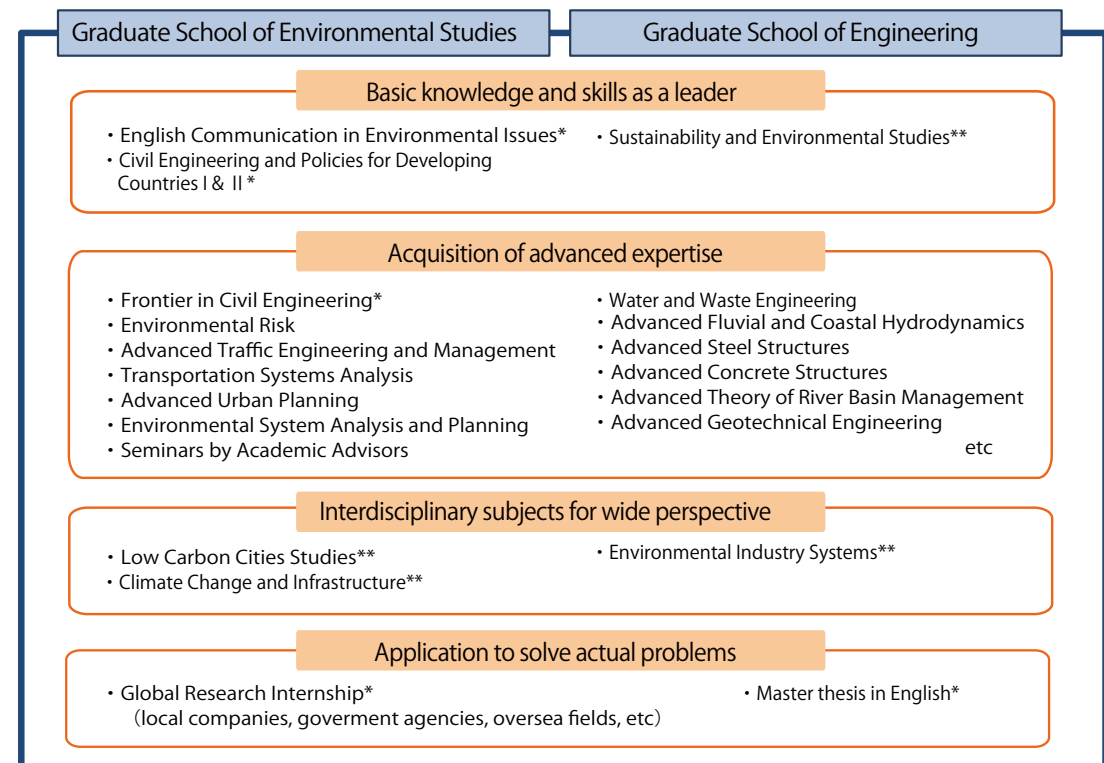 Graduate School of Environmental Studies
Graduate School of Engineering
Basic knowledge and skills as a leader
・English Communication in Environmental Issues*
・Civil Engineering and Policies for Developing
Countries I & II *
・Sustainability and Environmental Studies**
Acquisition of advanced expertise
・Frontier in Civil Engineering*
・Environmental Risk
・Advanced Traffic Engineering and Management
・Transportation Systems Analysis
・Advanced Urban Planning
・Environmental System Analysis and Planning
・Seminars by Academic Advisors
・Water and Waste Engineering
・Advanced Fluvial and Coastal Hydrodynamics
・Advanced Steel Structures
・Advanced Concrete Structures
・Advanced Theory of River Basin Management
・Advanced Geotechnical Engineering
etc
Interdisciplinary subjects for wide perspective
・Low Carbon Cities Studies**
・Climate Change and Infrastructure**
・Environmental Industry Systems**
Application to solve actual problems
・Global Research Internship*
（local companies, goverment agencies, oversea fields, etc）
・Master thesis in English*